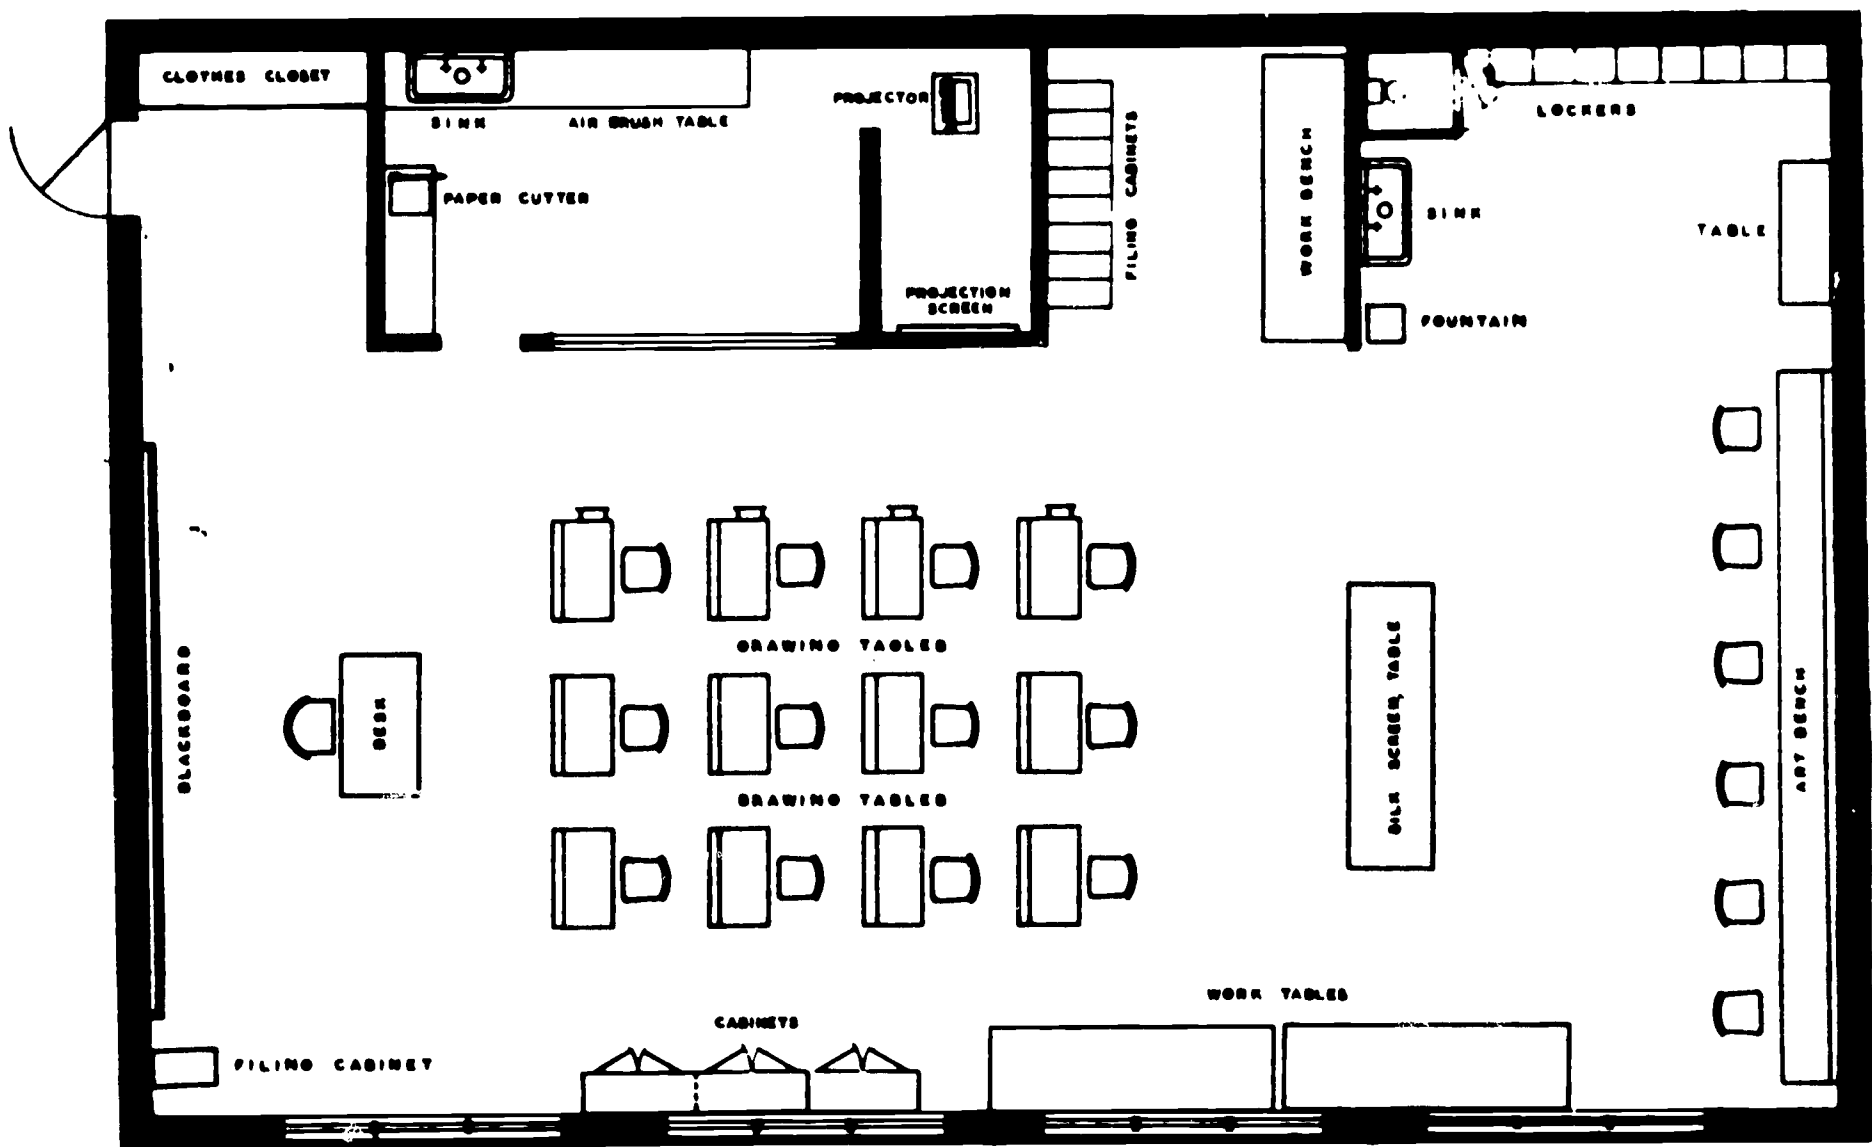 CLOTHES CLOSET
SINK
AIR BRUSH TABLE
PROJECTOR
LOCKERS
PAPER CUTTER
FILING CABINETS
WORK BENCH
SINK
TABLE
PROJECTION
SCREEN
FOUNTAIN
DRAWING TABLES
BLACKBOARD
DESK
SILK SCREEN TABLE
ART BENCH
DRAWING TABLES
WORK TABLES
CABINETS
FILING CABINET